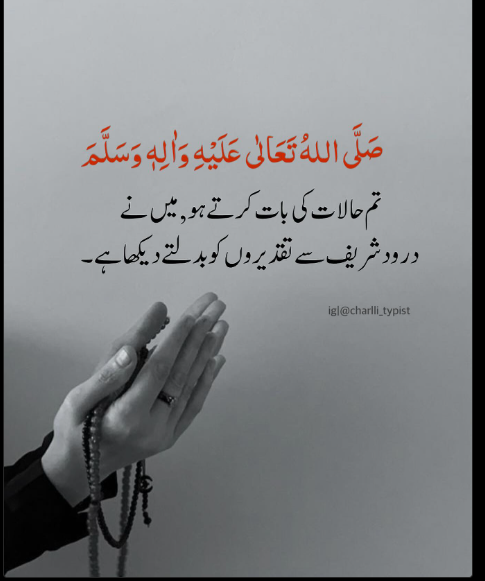 صَلَّی اللهُ تَعَالٰی عَلَیْهِ وَاٰلِهٖ وَسَلَّمَ
تم حالات کی بات کرتے ہو, میں نے
درود شریف سے تقدیروں کو بدلتے دیکھا ہے۔
ig|@charlli_typist